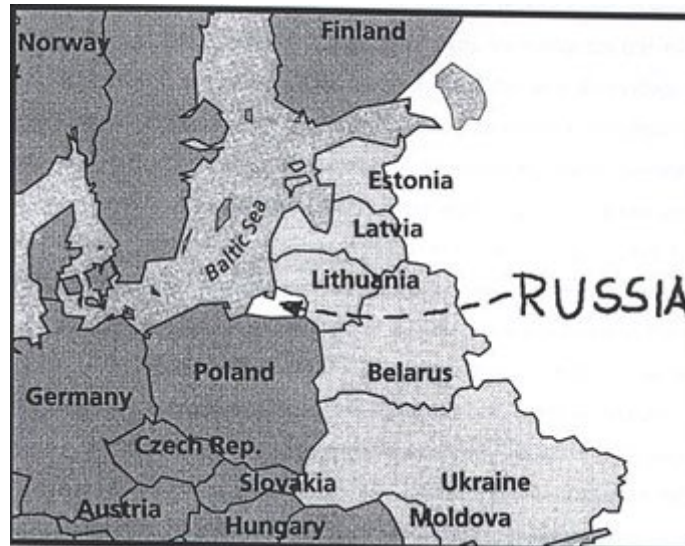 Norway
Finland
Estonia
Latvia
Baltic Sea
Lithuania
RUSSIA
Poland
Belarus
Germany
Czech Rep.
Slovakia
Ukraine
Austria
Hungary
Moldova